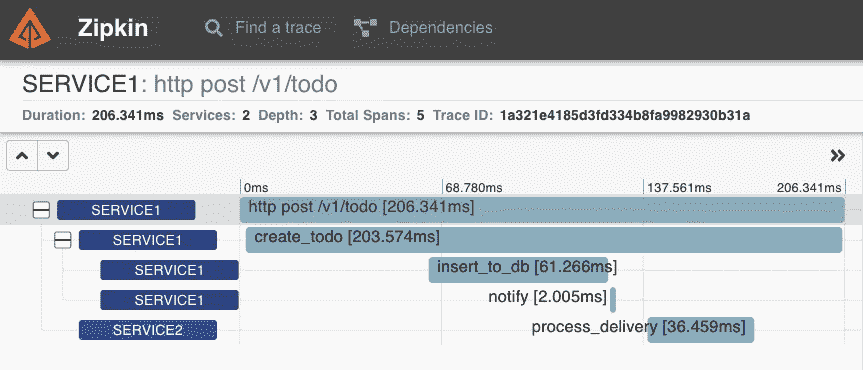 Zipkin Find a trace Dependencies
SERVICE1: http post /v1/todo
Duration: 206.341ms Services: 2 Depth: 3 Total Spans: 5 Trace ID: 1a321e4185d3fd334b8fa9982930b31a
0ms 68.780ms 137.561ms 206.341ms
SERVICE1 http post /v1/todo [206.341ms]
SERVICE1 create_todo [203.574ms]
SERVICE1 insert_to_db [61.266ms]
SERVICE1 notify [2.005ms]
SERVICE2 process_delivery [36.459ms]